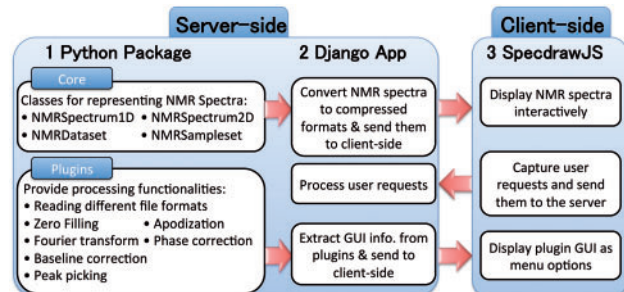 Server-side
Client-side
1 Python Package
2 Django App
3 SpecdrawJS
Core
Classes for representing NMR Spectra:
• NMRSpectrum1D • NMRSpectrum2D
• NMRDataset • NMRSampleset
Convert NMR spectra
to compressed
formats & send them
to client-side
Display NMR spectra
interactively
Plugins
Provide processing functionalities:
• Reading different file formats
• Zero Filling • Apodization
• Fourier transform • Phase correction
• Baseline correction
• Peak picking
Process user requests
Capture user
requests and send
them to the server
Extract GUI info. from
plugins & send to
client-side
Display plugin GUI as
menu options